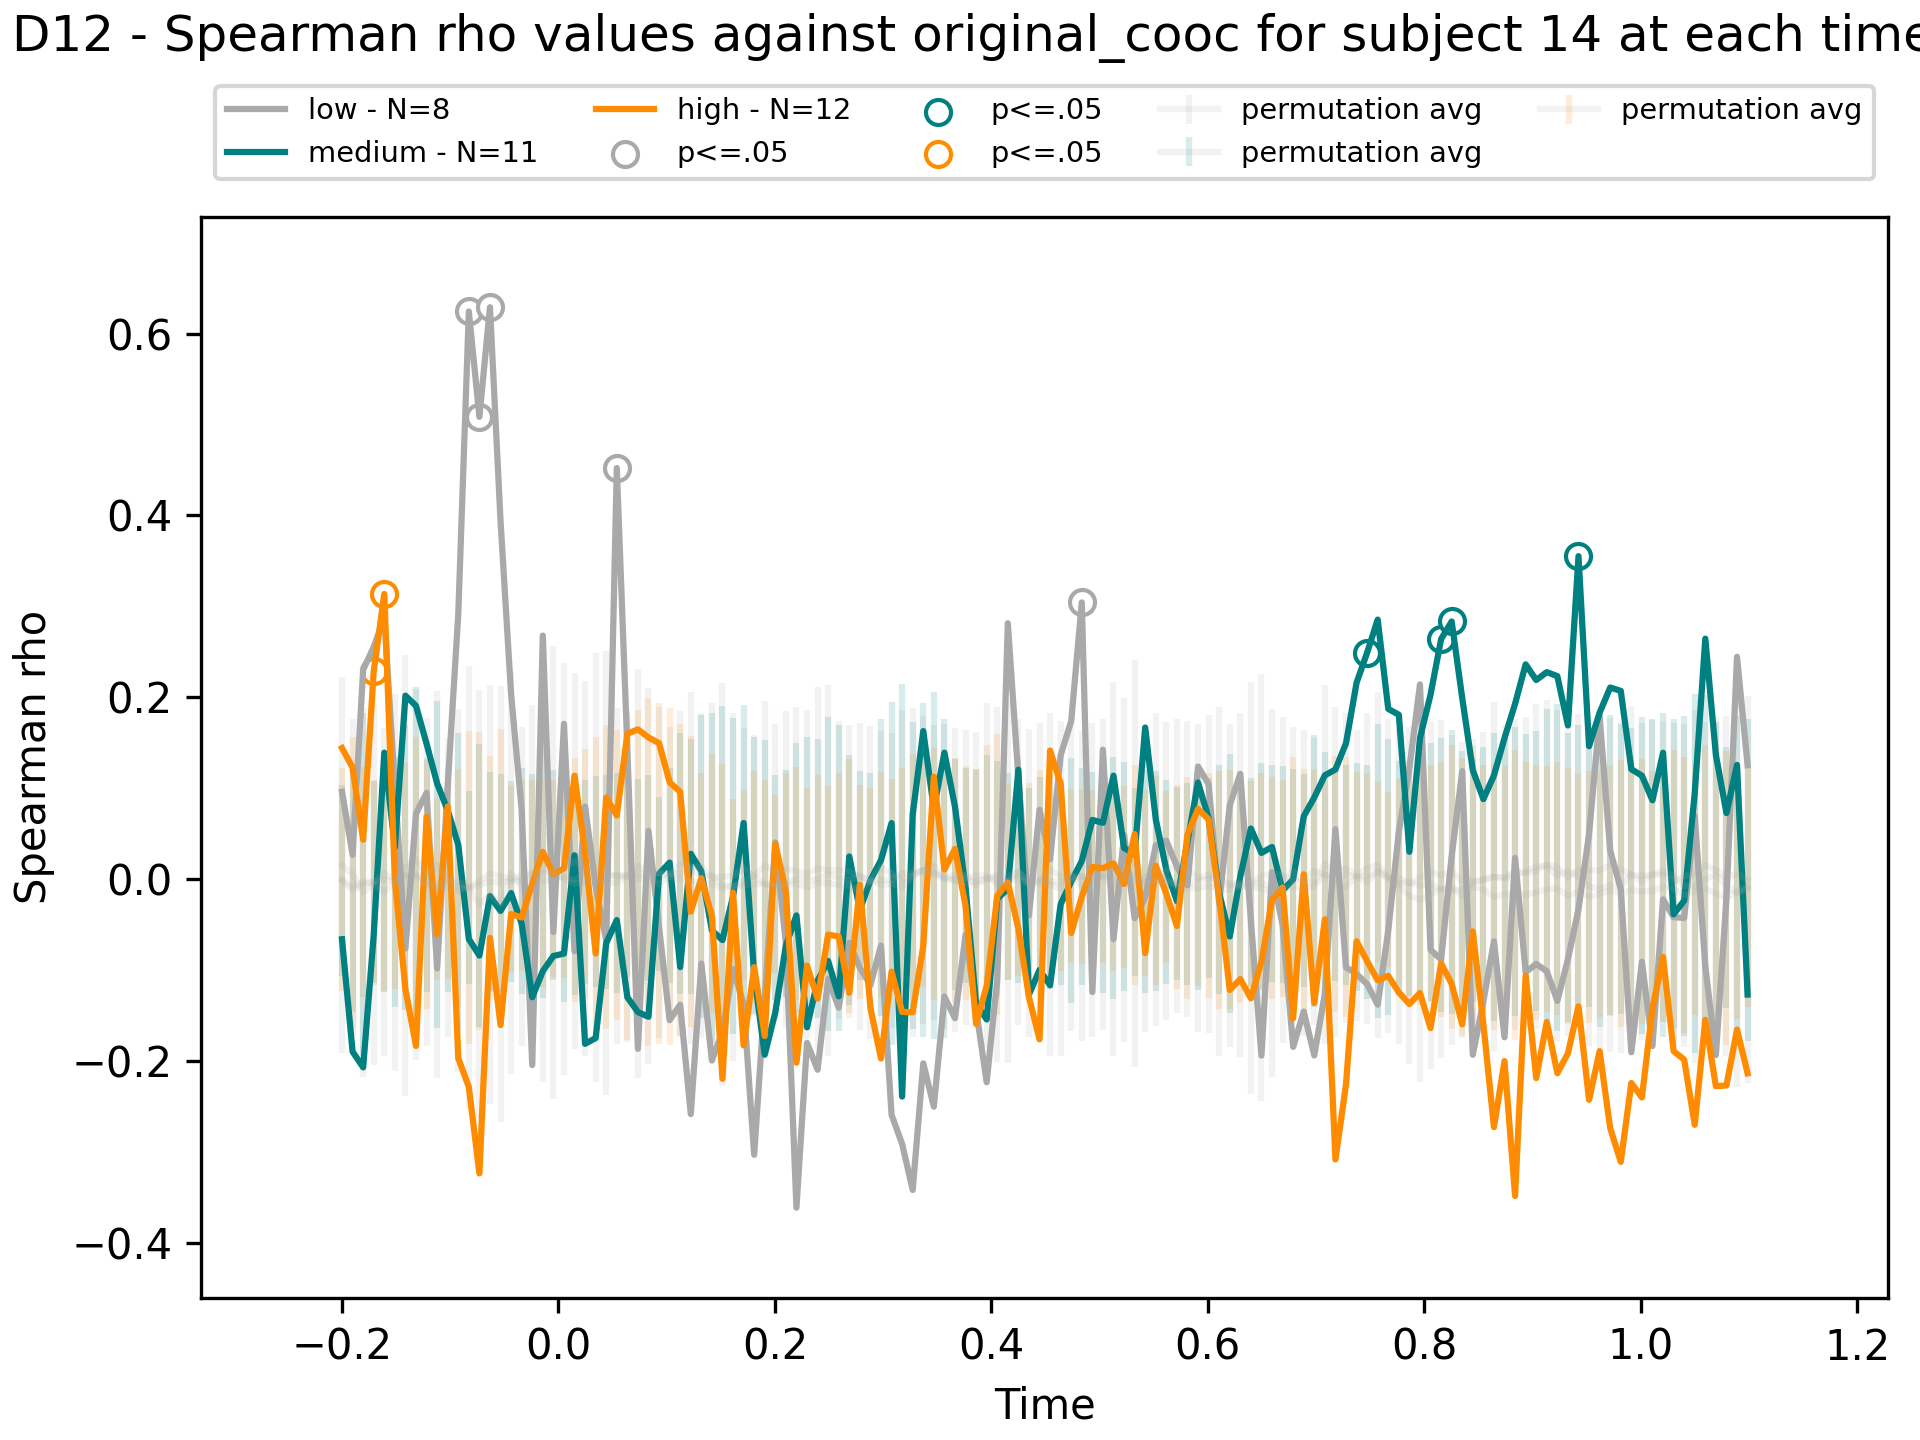 D12 - Spearman rho values against original_cooc for subject 14 at each time
low - N=8 high - N=12 p<=.05 permutation avg permutation avg
medium - N=11 p<=.05 p<=.05 permutation avg
0.6
0.4
0.2
0.0
−0.2
−0.4
Spearman rho
−0.2 0.0 0.2 0.4 0.6 0.8 1.0 1.2
Time